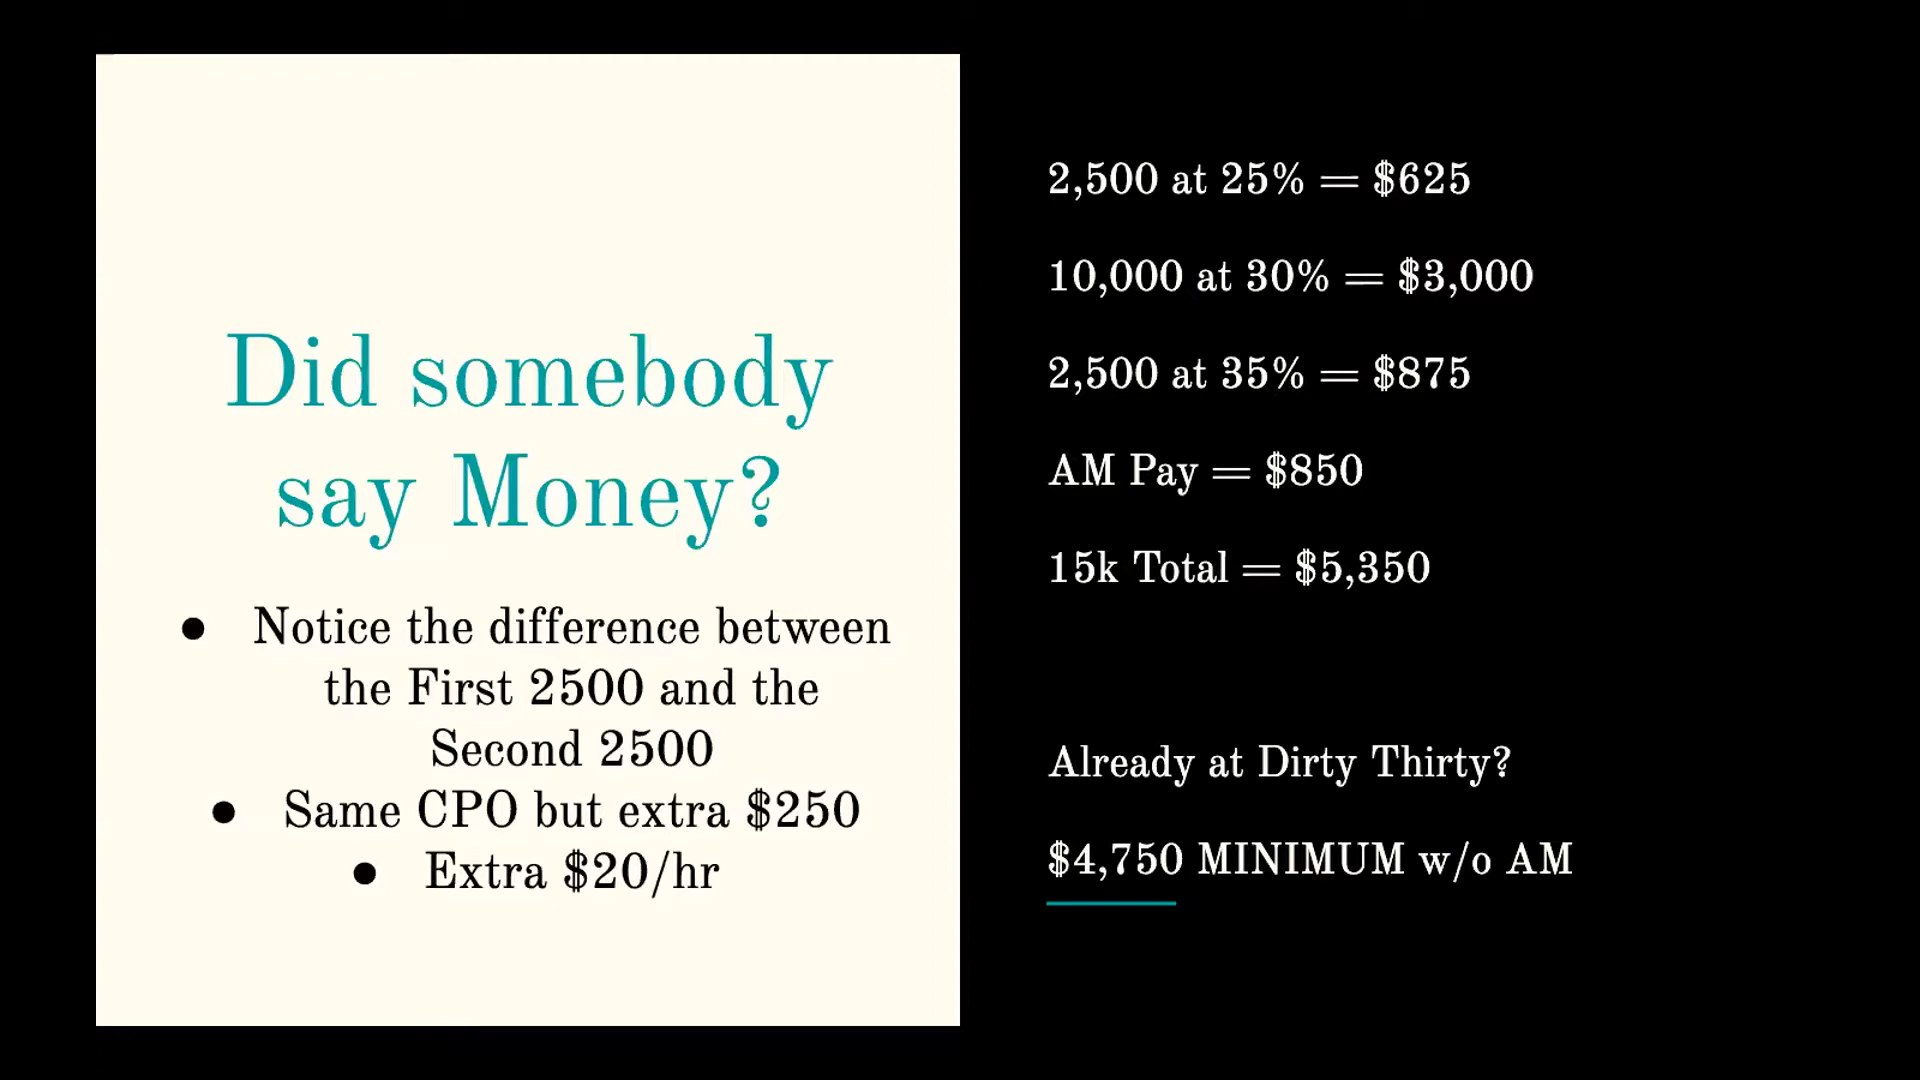 Did somebody
say Money?
● Notice the difference between
the First 2500 and the
Second 2500
● Same CPO but extra $250
● Extra $20/hr
2,500 at 25% = $625
10,000 at 30% = $3,000
2,500 at 35% = $875
AM Pay = $850
15k Total = $5,350
Already at Dirty Thirty?
$4,750 MINIMUM w/o AM